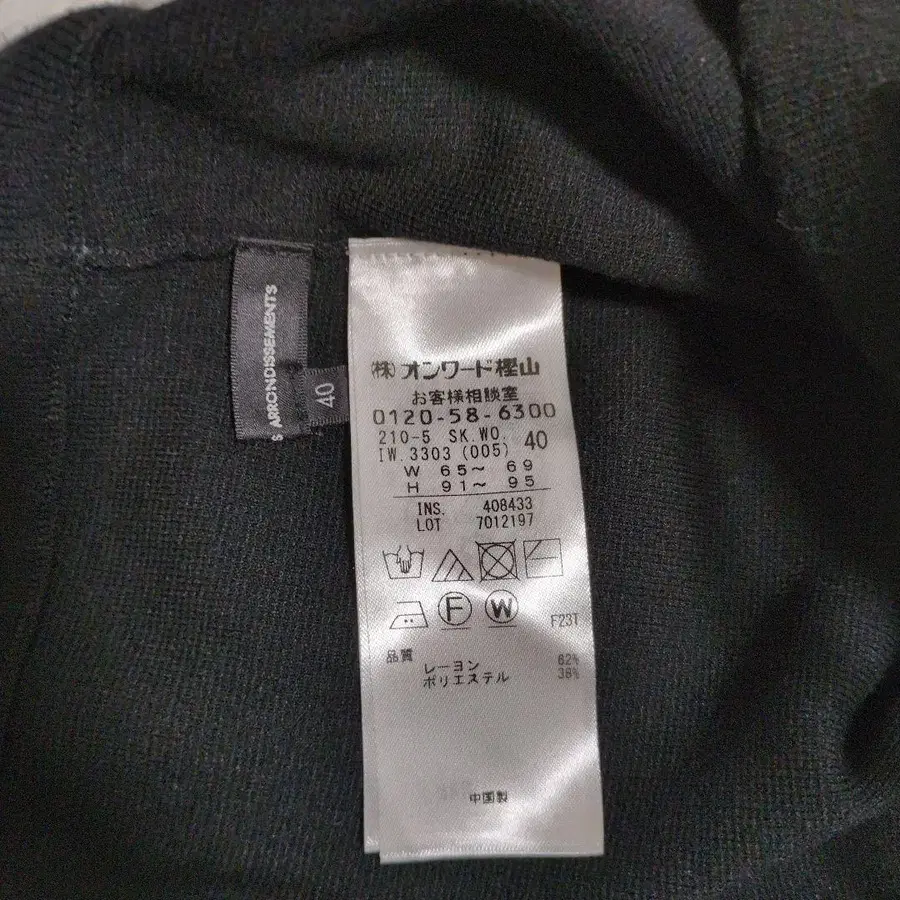 S ARRONDISSEMENTS
40
(株)オンワード樫山
お客様相談室
0120-58-6300
210-5 SK.WO. 40
IW.3303 (005)
W 65～ 69
H 91～ 95
INS. 408433
LOT 7012197
F
W
F23T
品質
レーヨン 62%
ポリエステル 38%
中国製